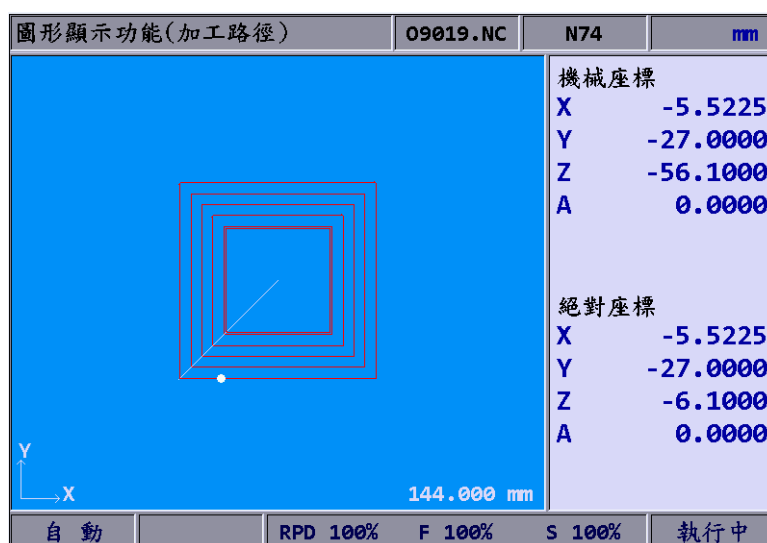 圖形顯示功能(加工路徑) O9019.NC N74 mm
機械座標
X -5.5225
Y -27.0000
Z -56.1000
A 0.0000
絕對座標
X -5.5225
Y -27.0000
Z -6.1000
A 0.0000
Y
X
144.000 mm
自 動 RPD 100% F 100% S 100% 執行中